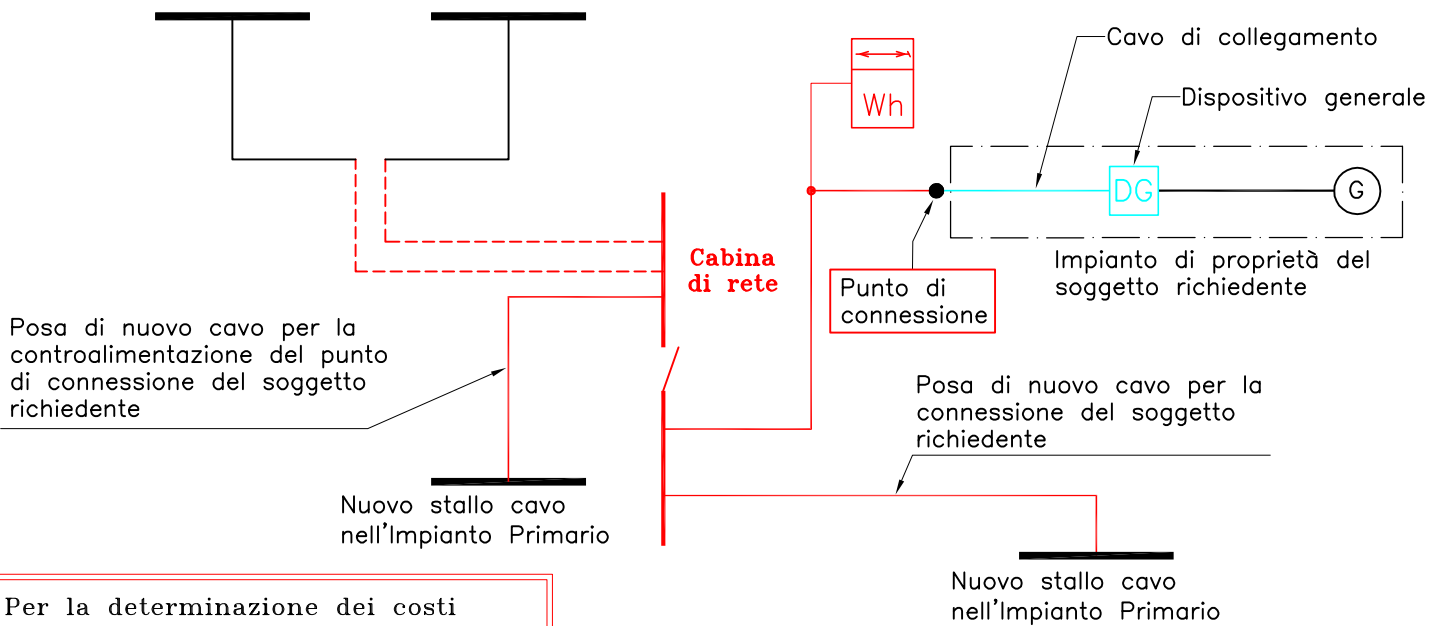 Cavo di collegamento
Dispositivo generale
Wh
DG
G
Cabina
di rete
Punto di
connessione
Impianto di proprietà del
soggetto richiedente
Posa di nuovo cavo per la
controalimentazione del punto
di connessione del soggetto
richiedente
Posa di nuovo cavo per la
connessione del soggetto
richiedente
Nuovo stallo cavo
nell'Impianto Primario
Nuovo stallo cavo
nell'Impianto Primario
Per la determinazione dei costi